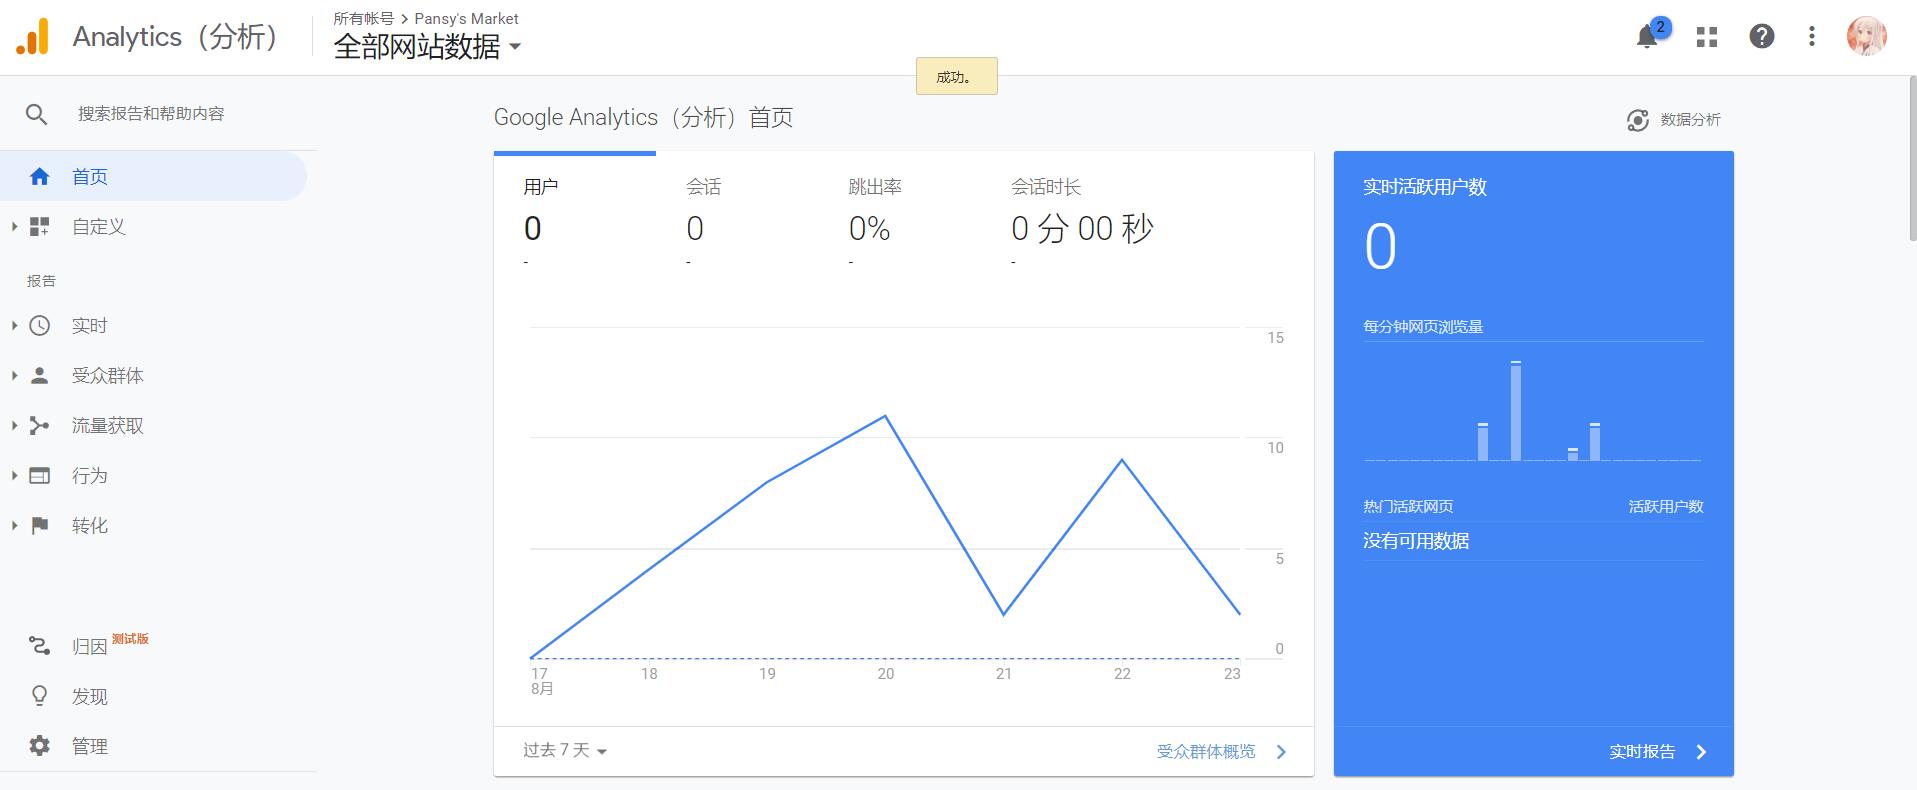 Analytics（分析）
所有帐号 > Pansy's Market
全部网站数据
2
成功。
搜索报告和帮助内容
首页
自定义
报告
实时
受众群体
流量获取
行为
转化
归因 测试版
发现
管理
Google Analytics（分析）首页
数据分析
用户 会话 跳出率 会话时长
0 0 0% 0 分 00 秒
- - - -
15
10
5
0
17 18 19 20 21 22 23
8月
过去 7 天
受众群体概览
实时活跃用户数
0
每分钟网页浏览量
热门活跃网页 活跃用户数
没有可用数据
实时报告